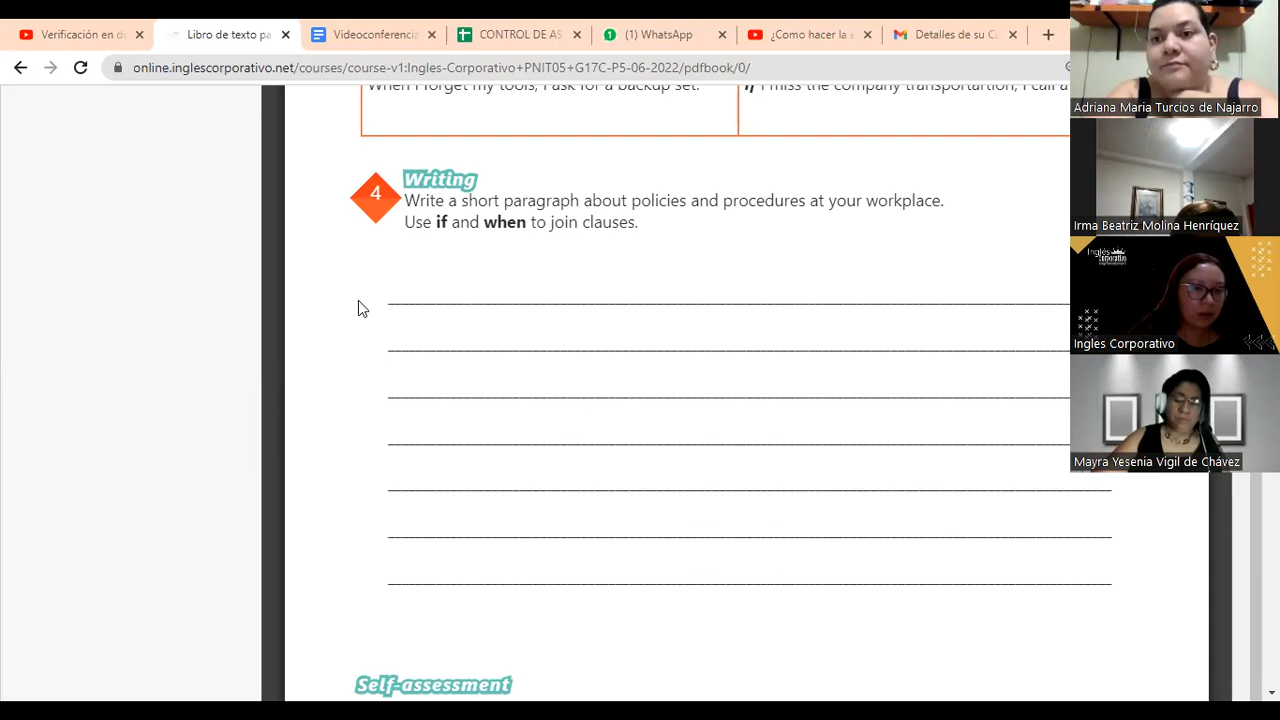 Verificación en d
Libro de texto pa
Videoconferencia
CONTROL DE AS
(1) WhatsApp
¿Como hacer la e
Detalles de su C
online.inglescorporativo.net/courses/course-v1:Ingles-Corporativo+PNIT05+G17C-P5-06-2022/pdfbook/0/
When I forget my tools, I ask for a backup set.
If I miss the company transportartion, I call a
4
Writing
Write a short paragraph about policies and procedures at your workplace.
Use if and when to join clauses.
Self-assessment
Adriana Maria Turcios de Najarro
Irma Beatriz Molina Henríquez
Inglés
Corporativo
Ingles Corporativo
Mayra Yesenia Vigil de Chávez